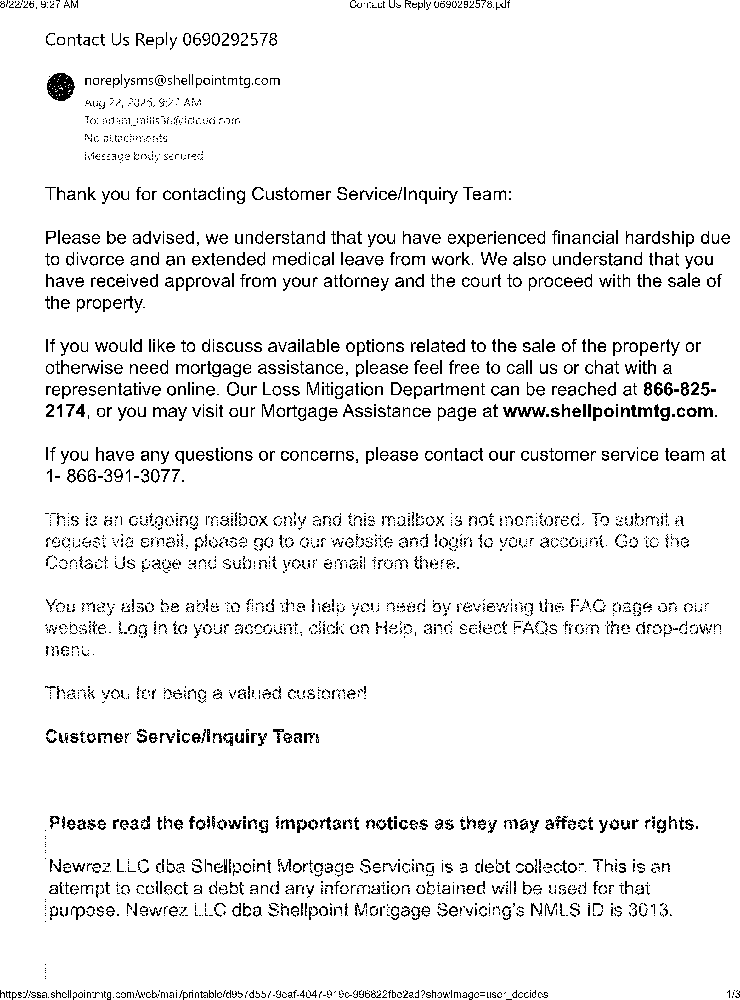 8/22/26, 9:27 AM
Contact Us Reply 0690292578.pdf
Contact Us Reply 0690292578
noreplysms@shellpointmtg.com
Aug 22, 2026, 9:27 AM
To: adam_mills36@icloud.com
No attachments
Message body secured
Thank you for contacting Customer Service/Inquiry Team:
Please be advised, we understand that you have experienced financial hardship due
to divorce and an extended medical leave from work. We also understand that you
have received approval from your attorney and the court to proceed with the sale of
the property.
If you would like to discuss available options related to the sale of the property or
otherwise need mortgage assistance, please feel free to call us or chat with a
representative online. Our Loss Mitigation Department can be reached at 866-825-
2174, or you may visit our Mortgage Assistance page at www.shellpointmtg.com.
If you have any questions or concerns, please contact our customer service team at
1- 866-391-3077.
This is an outgoing mailbox only and this mailbox is not monitored. To submit a
request via email, please go to our website and login to your account. Go to the
Contact Us page and submit your email from there.
You may also be able to find the help you need by reviewing the FAQ page on our
website. Log in to your account, click on Help, and select FAQs from the drop-down
menu.
Thank you for being a valued customer!
Customer Service/Inquiry Team
Please read the following important notices as they may affect your rights.
Newrez LLC dba Shellpoint Mortgage Servicing is a debt collector. This is an
attempt to collect a debt and any information obtained will be used for that
purpose. Newrez LLC dba Shellpoint Mortgage Servicing’s NMLS ID is 3013.
https://ssa.shellpointmtg.com/web/mail/printable/d957d557-9eaf-4047-919c-996822fbe2ad?showImage=user_decides
1/3